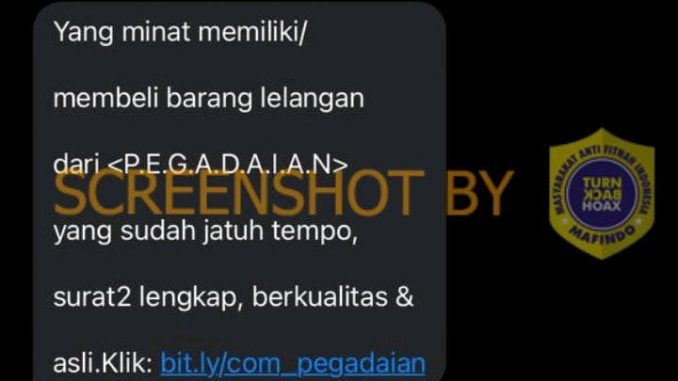 Yang minat memiliki/
membeli barang lelangan
dari <P.E.G.A.D.A.I.A.N>
SCREENSHOT BY
yang sudah jatuh tempo,
surat2 lengkap, berkualitas &
asli.Klik: bit.ly/com_pegadaian
MASYARAKAT ANTI FITNAH INDONESIA
TURN
BACK
HOAX
MAFINDO